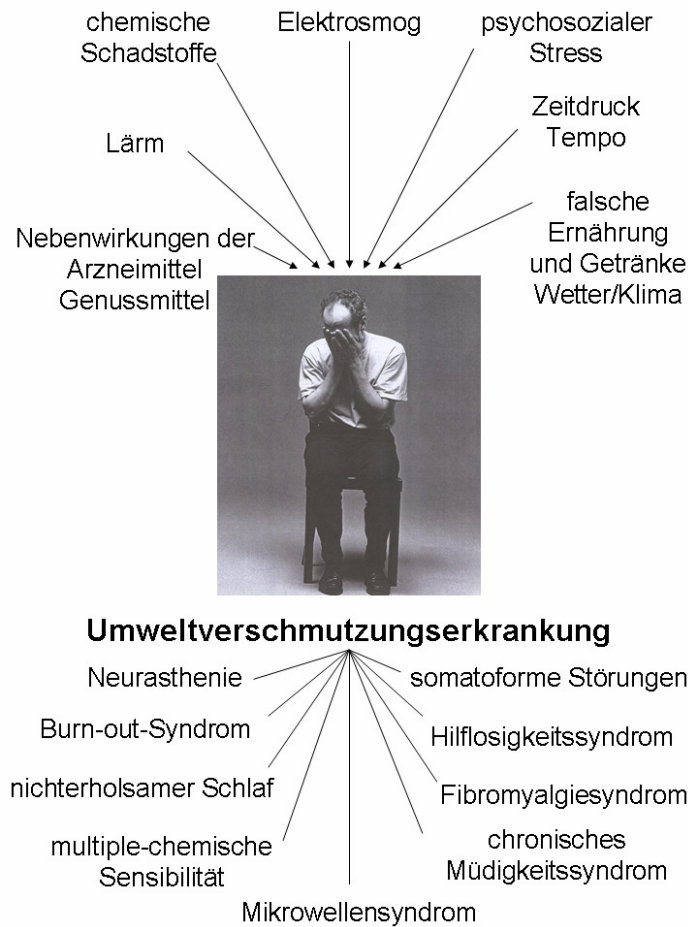 chemische
Schadstoffe
Elektrosmog
psychosozialer
Stress
Lärm
Zeitdruck
Tempo
Nebenwirkungen der
Arzneimittel
Genussmittel
falsche
Ernährung
und Getränke
Wetter/Klima
Umweltverschmutzungserkrankung
Neurasthenie
somatoforme Störungen
Burn-out-Syndrom
Hilflosigkeitssyndrom
nichterholsamer Schlaf
Fibromyalgiesyndrom
multiple-chemische
Sensibilität
chronisches
Müdigkeitssyndrom
Mikrowellensyndrom